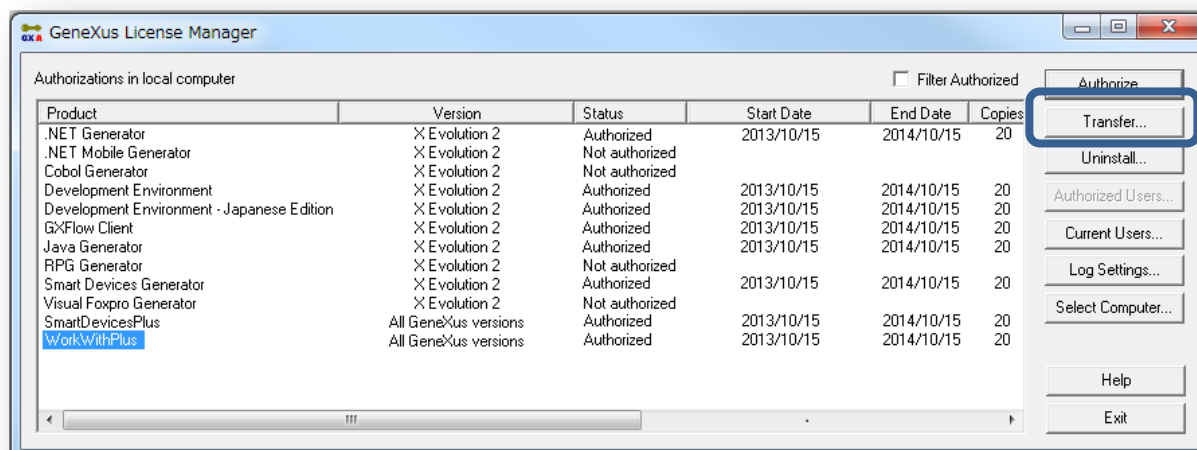 GeneXus License Manager
Authorizations in local computer
Filter Authorized
Product Version Status Start Date End Date Copies
.NET Generator X Evolution 2 Authorized 2013/10/15 2014/10/15 20
.NET Mobile Generator X Evolution 2 Not authorized
Cobol Generator X Evolution 2 Not authorized
Development Environment X Evolution 2 Authorized 2013/10/15 2014/10/15 20
Development Environment - Japanese Edition X Evolution 2 Authorized 2013/10/15 2014/10/15 20
GXFlow Client X Evolution 2 Authorized 2013/10/15 2014/10/15 20
Java Generator X Evolution 2 Authorized 2013/10/15 2014/10/15 20
RPG Generator X Evolution 2 Not authorized
Smart Devices Generator X Evolution 2 Authorized 2013/10/15 2014/10/15 20
Visual Foxpro Generator X Evolution 2 Not authorized
SmartDevicesPlus All GeneXus versions Authorized 2013/10/15 2014/10/15 20
WorkWithPlus All GeneXus versions Authorized 2013/10/15 2014/10/15 20
Authorize
Transfer...
Uninstall...
Authorized Users...
Current Users...
Log Settings...
Select Computer...
Help
Exit